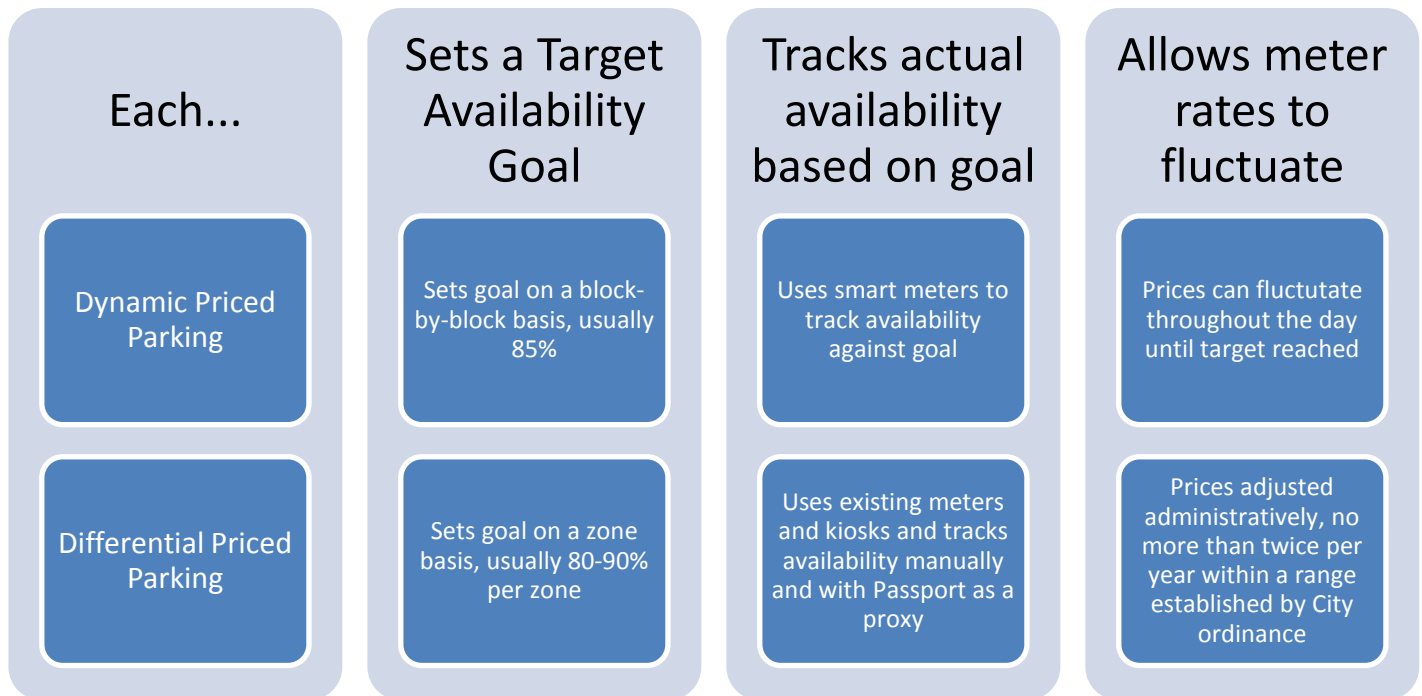 Each...
Dynamic Priced
Parking
Differential Priced
Parking
Sets a Target
Availability
Goal
Sets goal on a block-
by-block basis, usually
85%
Sets goal on a zone
basis, usually 80-90%
per zone
Tracks actual
availability
based on goal
Uses smart meters to
track availability
against goal
Uses existing meters
and kiosks and tracks
availability manually
and with Passport as a
proxy
Allows meter
rates to
fluctuate
Prices can fluctutate
throughout the day
until target reached
Prices adjusted
administratively, no
more than twice per
year within a range
established by City
ordinance